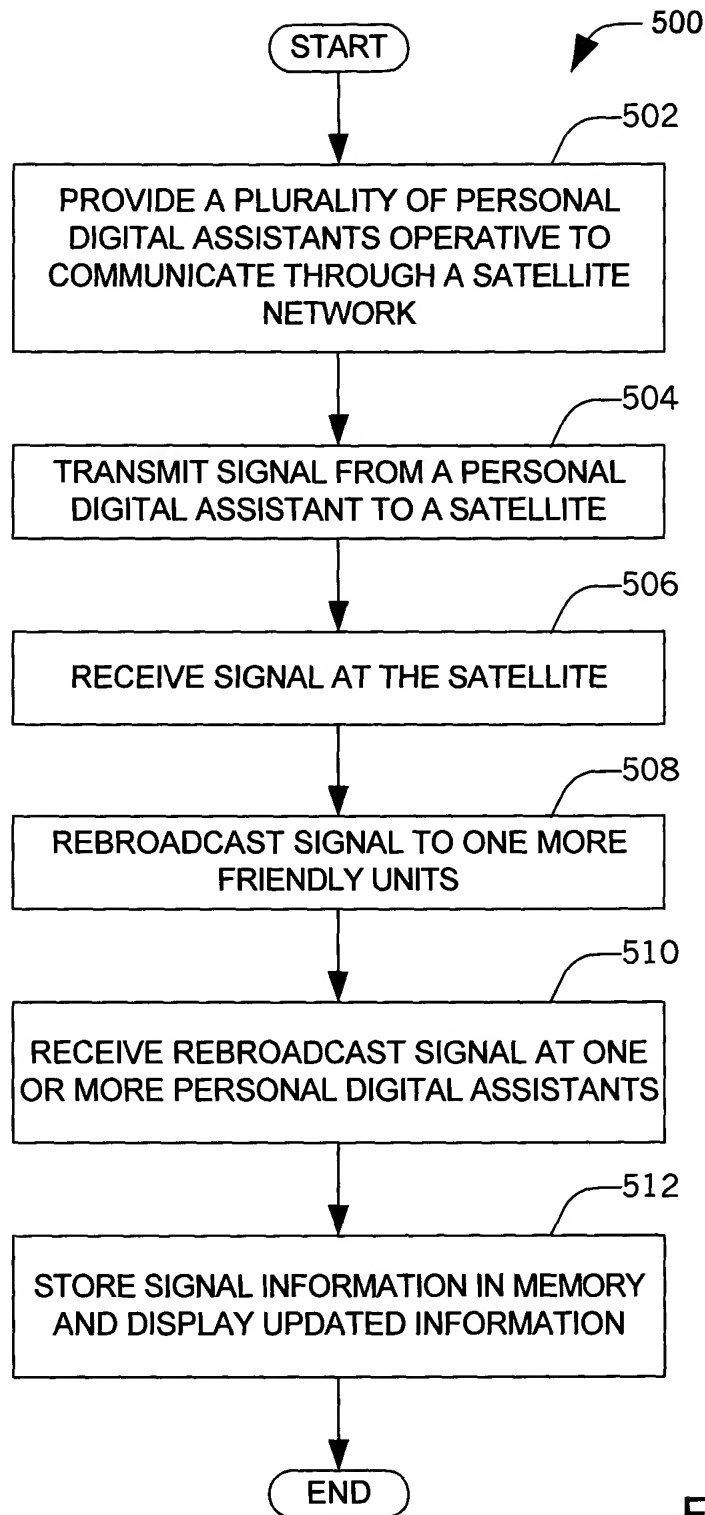 START
500
502
PROVIDE A PLURALITY OF PERSONAL
DIGITAL ASSISTANTS OPERATIVE TO
COMMUNICATE THROUGH A SATELLITE
NETWORK
504
TRANSMIT SIGNAL FROM A PERSONAL
DIGITAL ASSISTANT TO A SATELLITE
506
RECEIVE SIGNAL AT THE SATELLITE
508
REBROADCAST SIGNAL TO ONE MORE
FRIENDLY UNITS
510
RECEIVE REBROADCAST SIGNAL AT ONE
OR MORE PERSONAL DIGITAL ASSISTANTS
512
STORE SIGNAL INFORMATION IN MEMORY
AND DISPLAY UPDATED INFORMATION
END